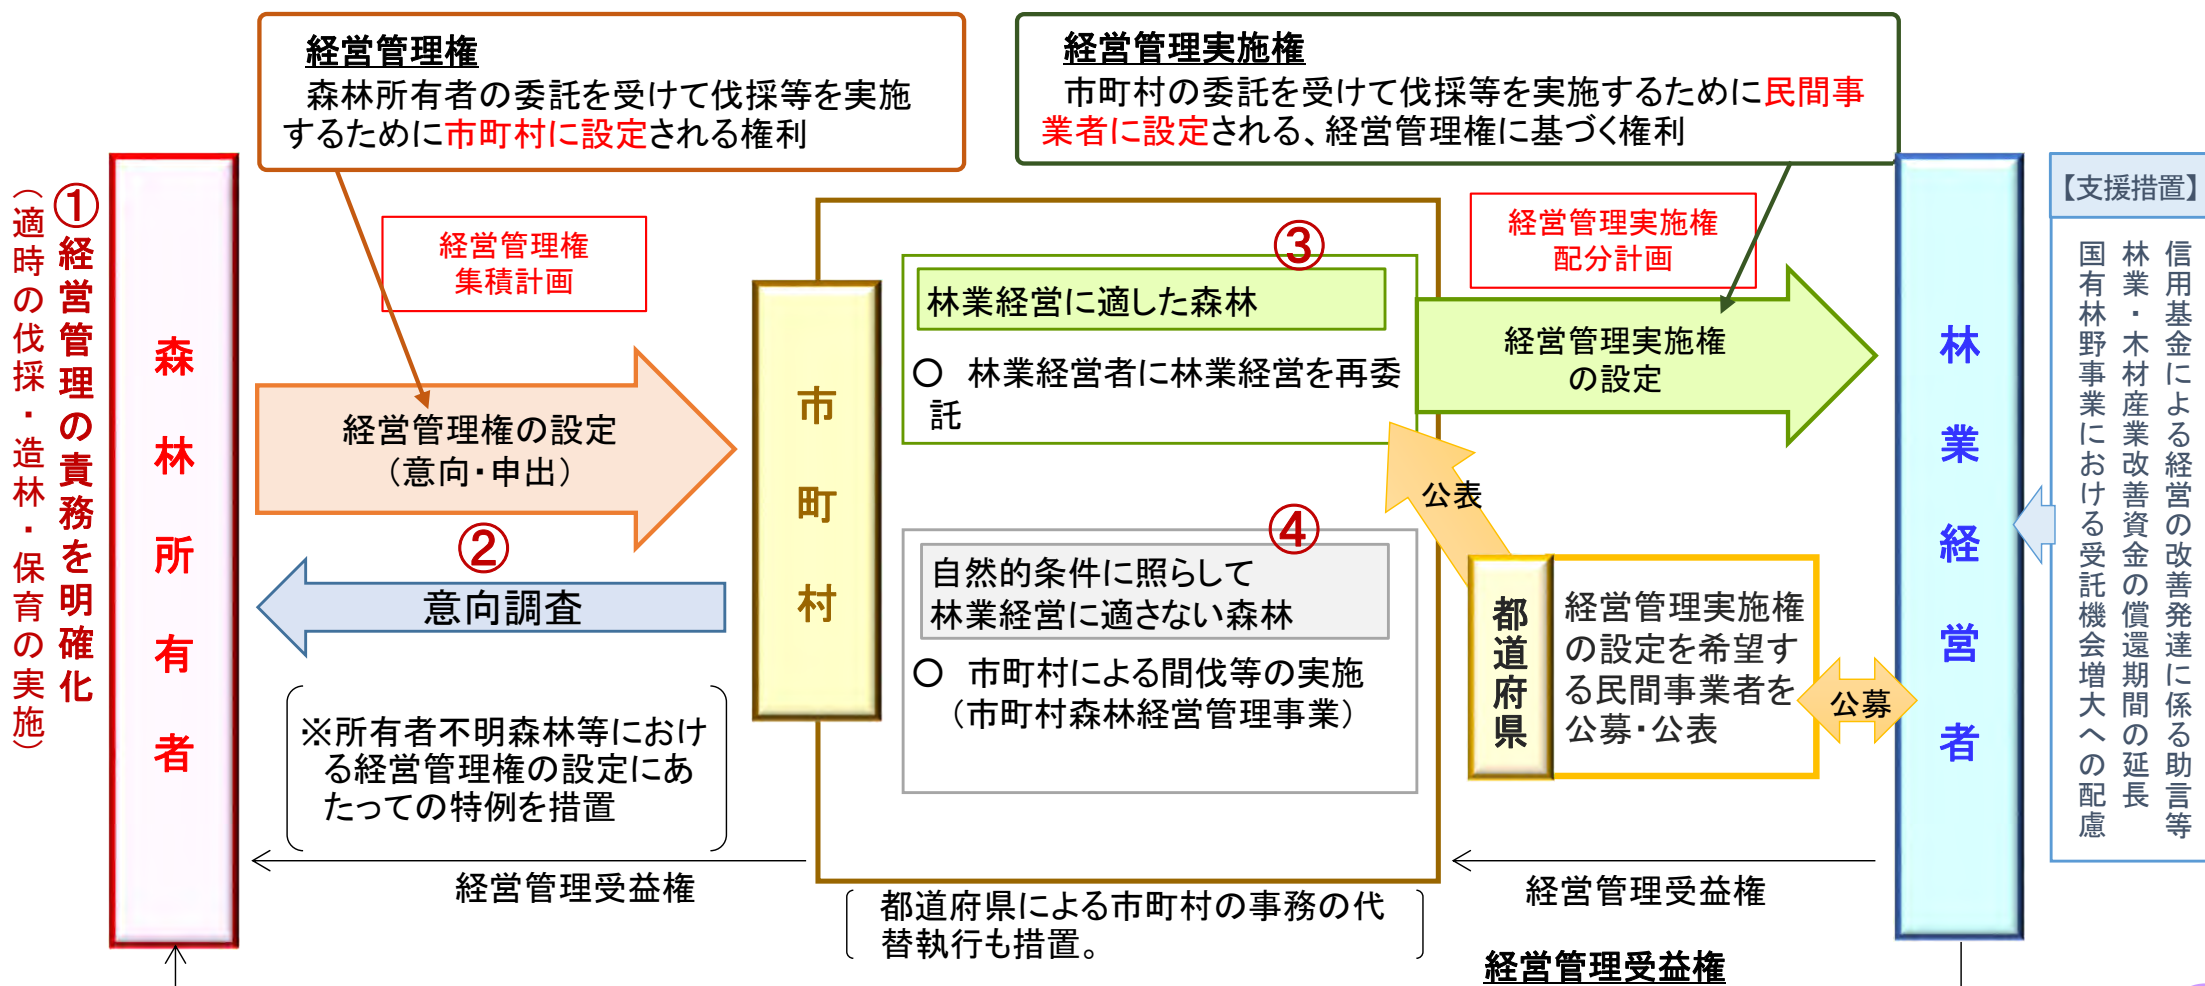 経営管理権
森林所有者の委託を受けて伐採等を実施
するために市町村に設定される権利
経営管理実施権
市町村の委託を受けて伐採等を実施するために民間事
業者に設定される、経営管理権に基づく権利
①経営管理の責務を明確化
（適時の伐採・造林・保育の実施）
森林所有者
経営管理権
集積計画
経営管理権の設定
（意向・申出）
②
意向調査
※所有者不明森林等におけ
る経営管理権の設定にあ
たっての特例を措置
経営管理受益権
市町村
③
林業経営に適した森林
○ 林業経営者に林業経営を再委
託
④
自然的条件に照らして
林業経営に適さない森林
○ 市町村による間伐等の実施
（市町村森林経営管理事業）
都道府県による市町村の事務の代
替執行も措置。
経営管理実施権
配分計画
経営管理実施権
の設定
公表
都道府県
経営管理実施権
の設定を希望す
る民間事業者を
公募・公表
公募
経営管理受益権
経営管理受益権
林業経営者
【支援措置】
信用基金による経営の改善発達に係る助言等
林業・木材産業改善資金の償還期間の延長
国有林野事業における受託機会増大への配慮